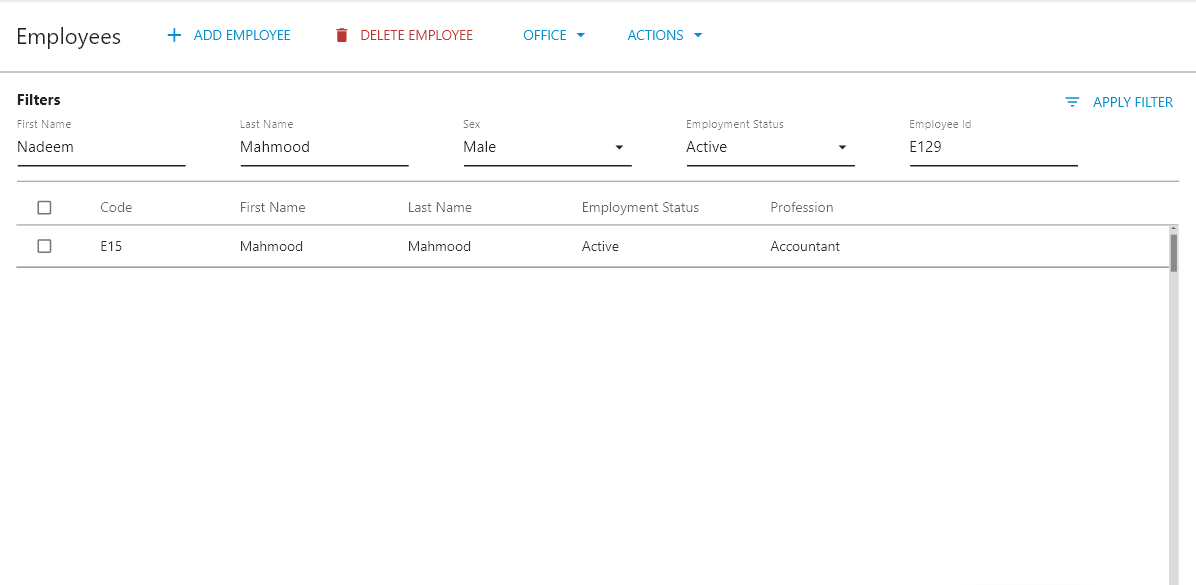 Employees ADD EMPLOYEE DELETE EMPLOYEE OFFICE ACTIONS
Filters APPLY FILTER
First Name Last Name Sex Employment Status Employee Id
Nadeem Mahmood Male Active E129
Code First Name Last Name Employment Status Profession
E15 Mahmood Mahmood Active Accountant